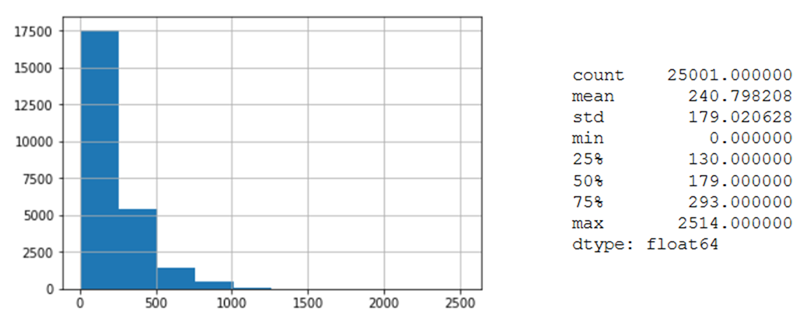 17500
15000
12500
10000
7500
5000
2500
0
0 500 1000 1500 2000 2500
count 25001.000000
mean 240.798208
std 179.020628
min 0.000000
25% 130.000000
50% 179.000000
75% 293.000000
max 2514.000000
dtype: float64